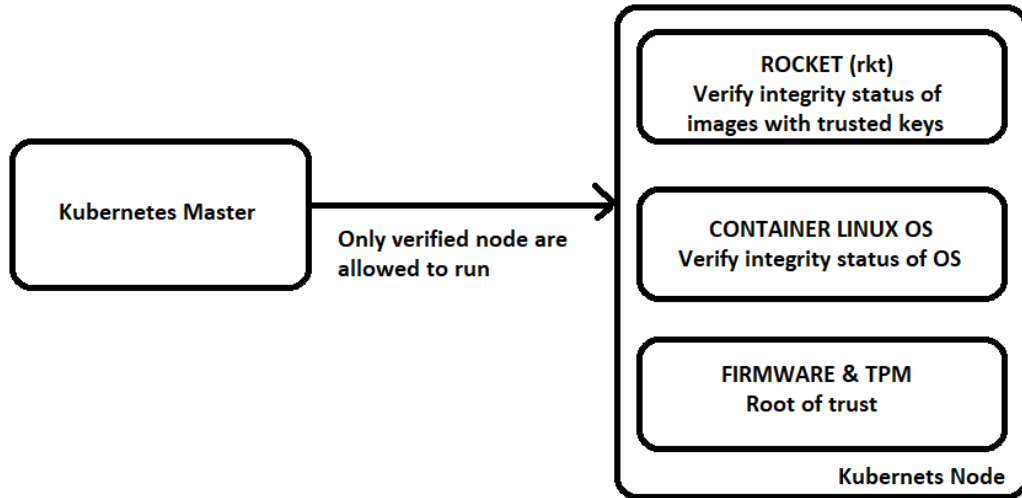 Kubernetes Master
Only verified node are
allowed to run
ROCKET (rkt)
Verify integrity status of
images with trusted keys
CONTAINER LINUX OS
Verify integrity status of OS
FIRMWARE & TPM
Root of trust
Kubernets Node